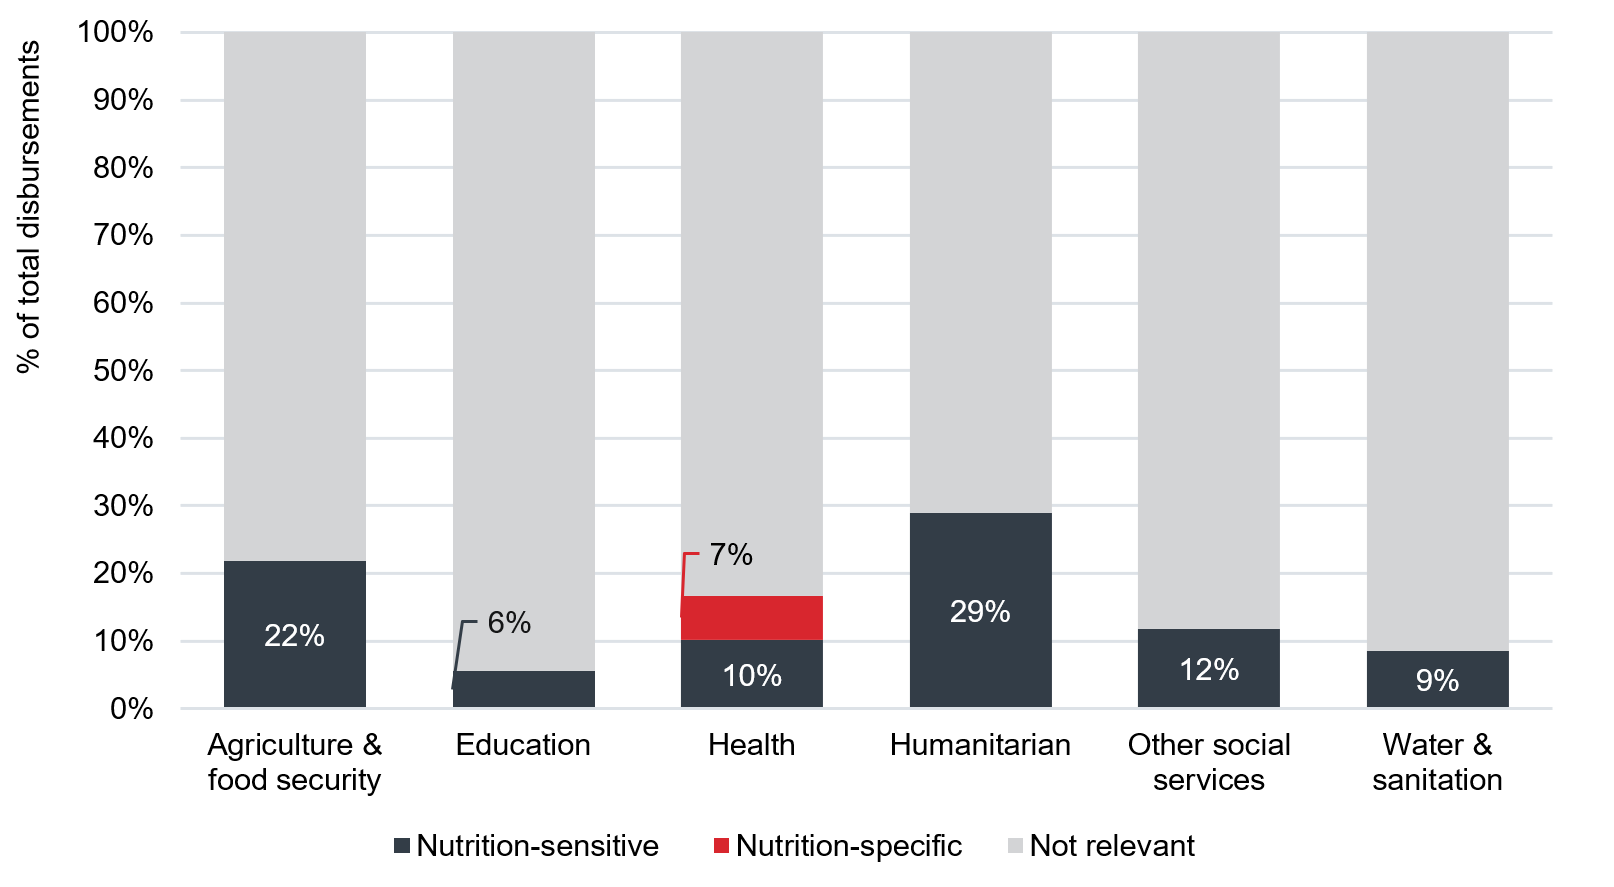 % of total disbursements
100%
90%
80%
70%
60%
50%
40%
30%
20%
10%
0%
22%
6%
7%
10%
29%
12%
9%
Agriculture &
food security
Education
Health
Humanitarian
Other social
services
Water &
sanitation
Nutrition-sensitive
Nutrition-specific
Not relevant